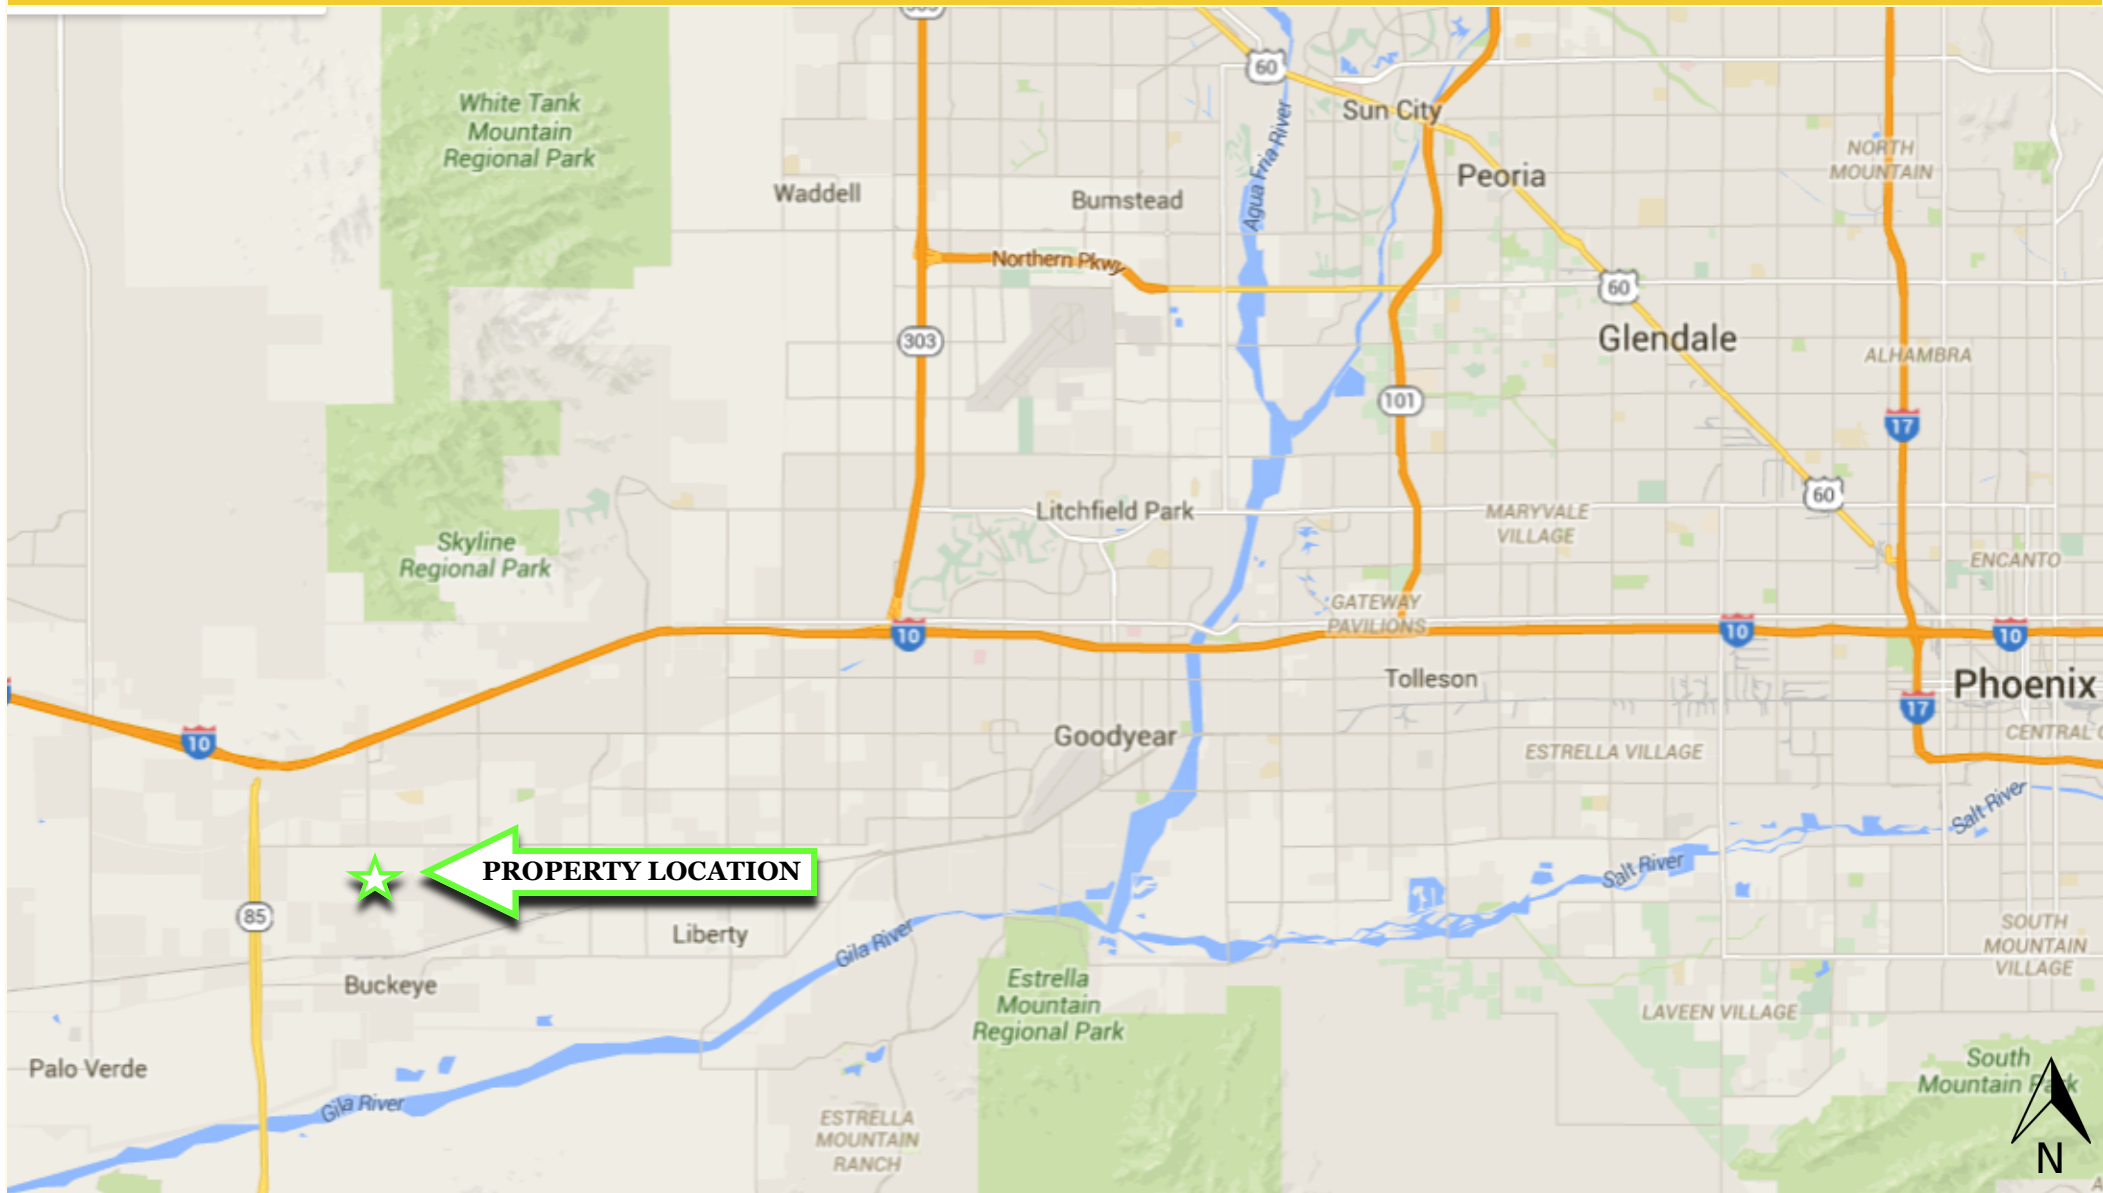 60
Sun City
White Tank
Mountain
Regional Park
Agua Fria River
NORTH
MOUNTAIN
Peoria
Waddell
Bumstead
Northern Pkwy
60
303
Glendale
ALHAMBRA
101
17
60
Litchfield Park
MARYVALE
VILLAGE
Skyline
Regional Park
ENCANTO
GATEWAY
PAVILIONS
10
10
10
Tolleson
Phoenix
17
Goodyear
CENTRAL
10
ESTRELLA VILLAGE
Salt River
PROPERTY LOCATION
Salt River
85
Liberty
Gila River
SOUTH
MOUNTAIN
VILLAGE
Buckeye
Estrella
Mountain
Regional Park
LAVEEN VILLAGE
Palo Verde
South
Mountain Park
Gila River
ESTRELLA
MOUNTAIN
RANCH
N